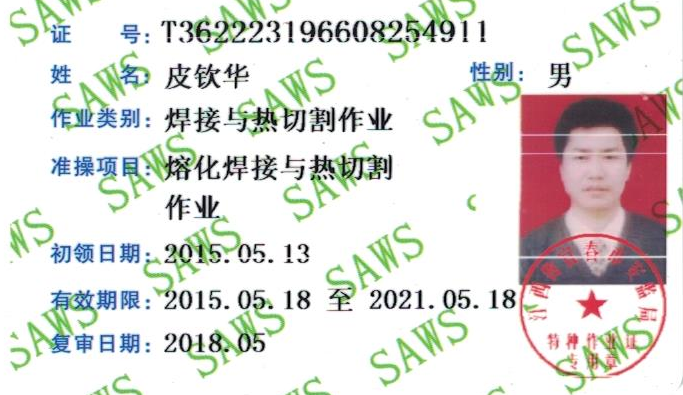 证 号: T362223196608254911
姓 名: 皮钦华 性别: 男
作业类别: 焊接与热切割作业
准操项目: 熔化焊接与热切割
作业
初领日期: 2015.05.13
有效期限: 2015.05.18 至 2021.05.18
复审日期: 2018.05
特种作业证
专用章
SAWS
SAWS
SAWS
SAWS
SAWS
SAWS
SAWS
SAWS
SAWS
SAWS
SAWS
SAWS
SAWS